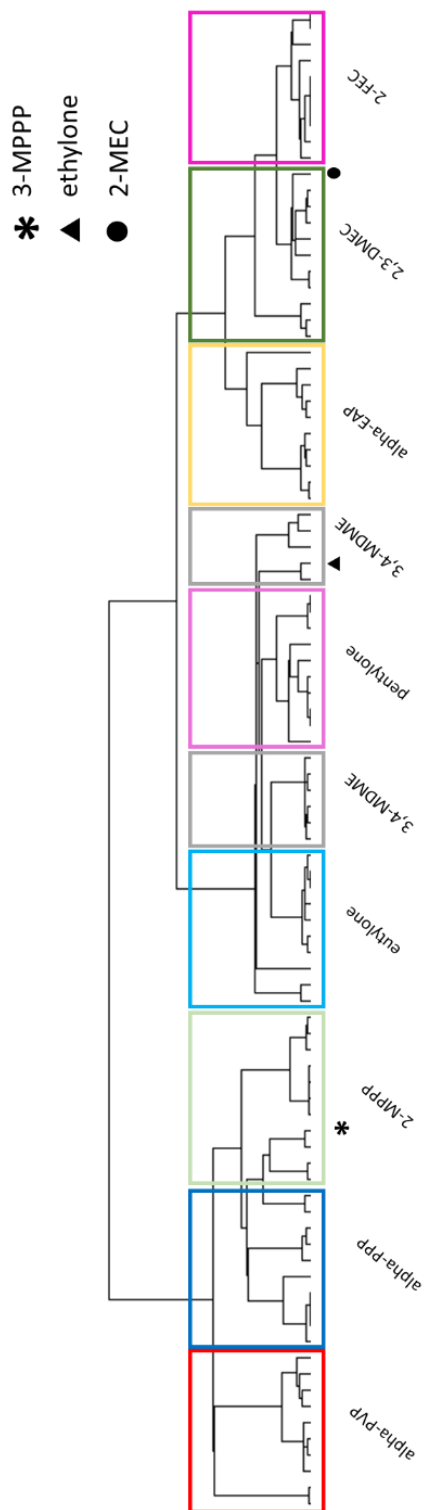 3-MPPP
ethylone
2-MEC
2-FEC
2,3-DMEC
alpha-EAP
3,4-MDME
pentylone
3,4-MDME
eutylone
2-MPPP
alpha-PPP
alpha-PVP